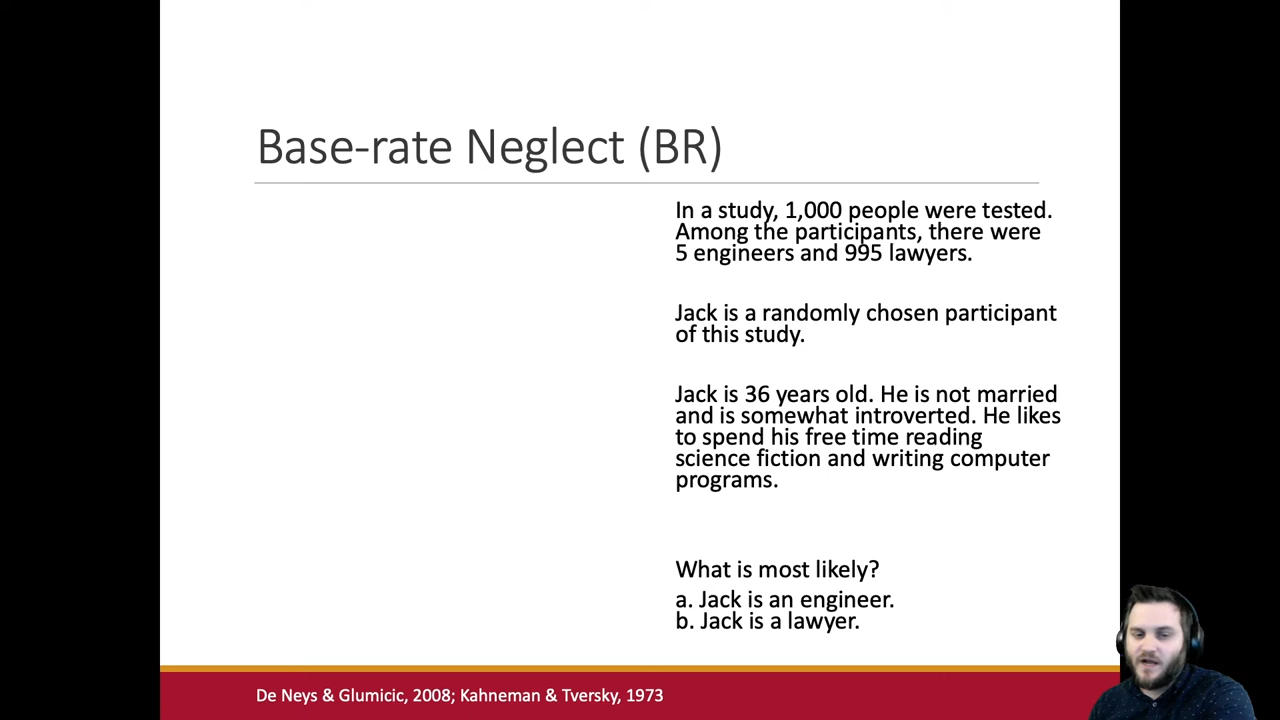 Base-rate Neglect (BR)
In a study, 1,000 people were tested.
Among the participants, there were
5 engineers and 995 lawyers.
Jack is a randomly chosen participant
of this study.
Jack is 36 years old. He is not married
and is somewhat introverted. He likes
to spend his free time reading
science fiction and writing computer
programs.
What is most likely?
a. Jack is an engineer.
b. Jack is a lawyer.
De Neys & Glumicic, 2008; Kahneman & Tversky, 1973